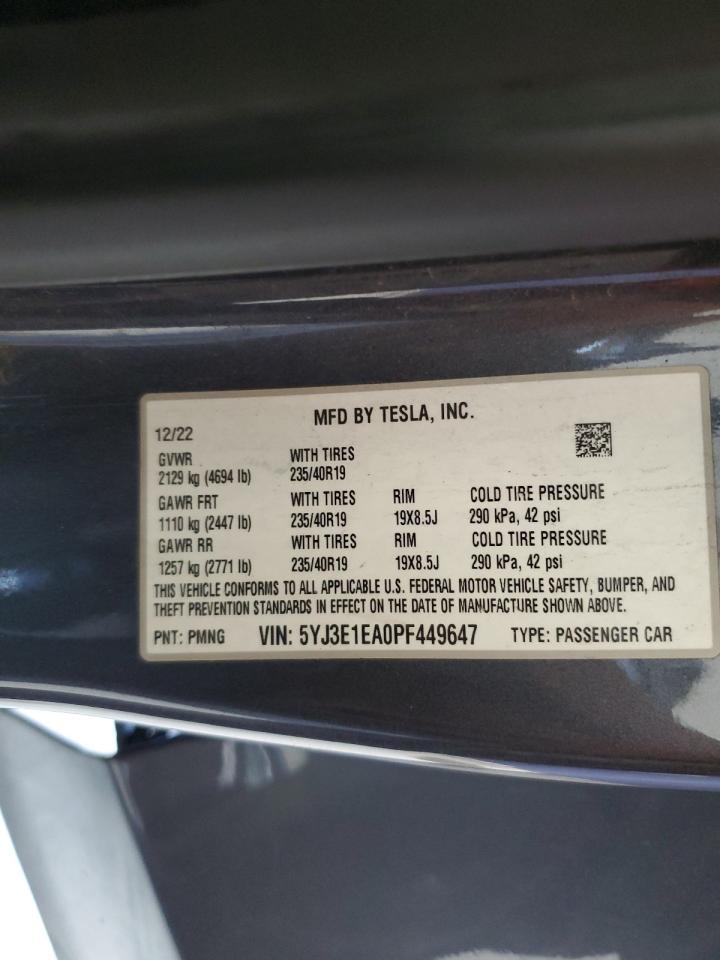 MFD BY TESLA, INC.
12/22
GVWR WITH TIRES
2129 kg (4694 lb) 235/40R19
GAWR FRT WITH TIRES RIM COLD TIRE PRESSURE
1110 kg (2447 lb) 235/40R19 19X8.5J 290 kPa, 42 psi
GAWR RR WITH TIRES RIM COLD TIRE PRESSURE
1257 kg (2771 lb) 235/40R19 19X8.5J 290 kPa, 42 psi
THIS VEHICLE CONFORMS TO ALL APPLICABLE U.S. FEDERAL MOTOR VEHICLE SAFETY, BUMPER, AND
THEFT PREVENTION STANDARDS IN EFFECT ON THE DATE OF MANUFACTURE SHOWN ABOVE.
PNT: PMNG VIN: 5YJ3E1EA0PF449647 TYPE: PASSENGER CAR